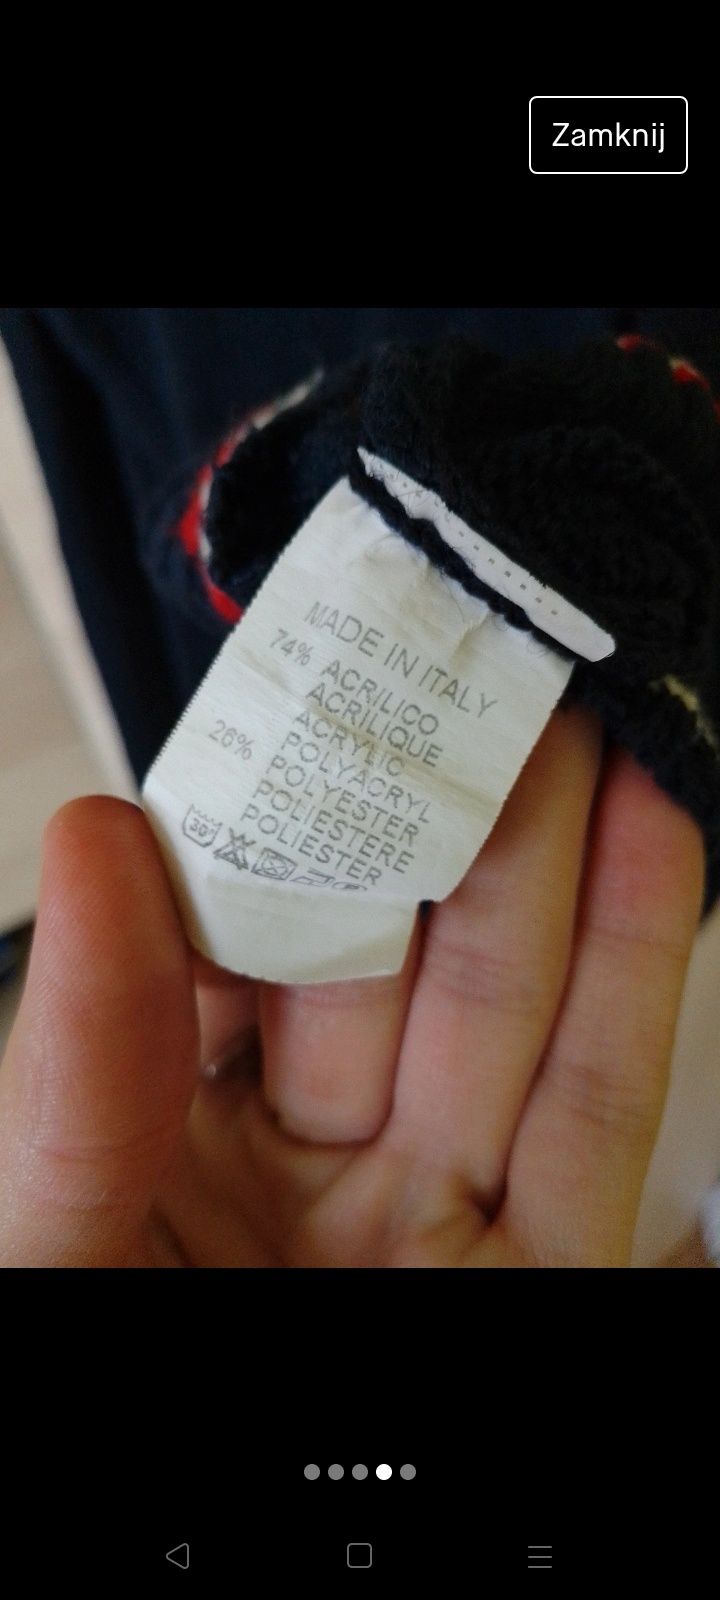 Zamknij
MADE IN ITALY
74% ACRILICO
ACRILIQUE
ACRYLIC
26% POLYACRYL
POLYESTER
POLIESTERE
POLIESTER
30°